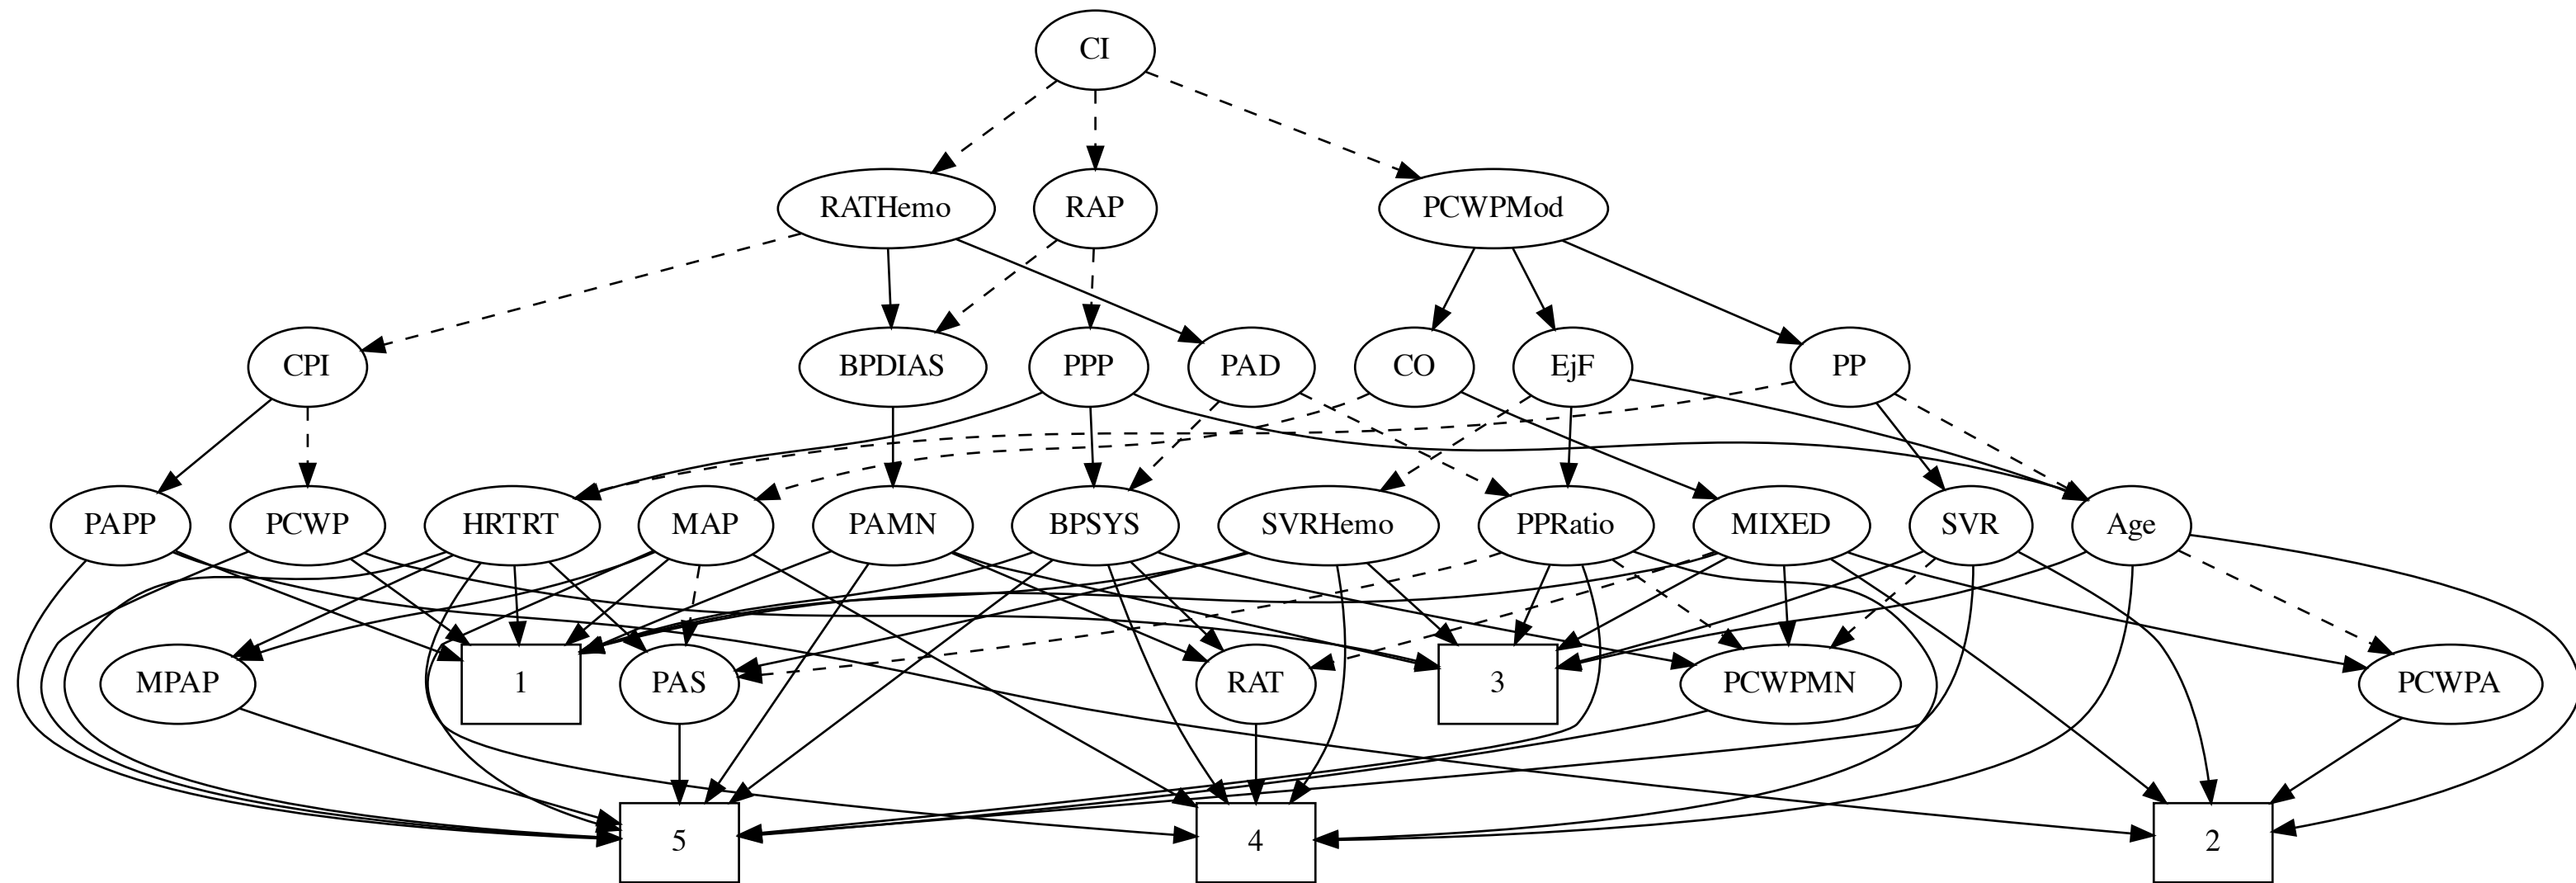 CI
RATHemo
RAP
PCWPMod
CPI
BPDIAS
PPP
PAD
CO
EjF
PP
PAPP
PCWP
HRTRT
MAP
PAMN
BPSYS
SVRHemo
PPRatio
MIXED
SVR
Age
MPAP
1
PAS
RAT
3
PCWPMN
PCWPA
5
4
2